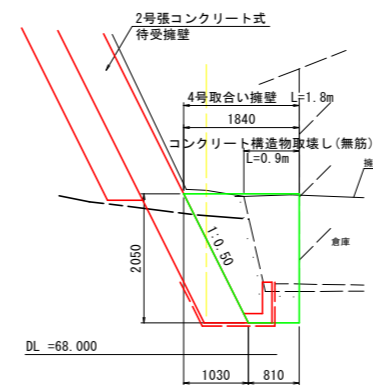 2号張コンクリート式
待受擁壁
4号取合い擁壁 L=1.8m
1840
コンクリート構造物取壊し(無筋)
L=0.9m
擁
1:0.50
2050
倉庫
DL =68.000
1030
810